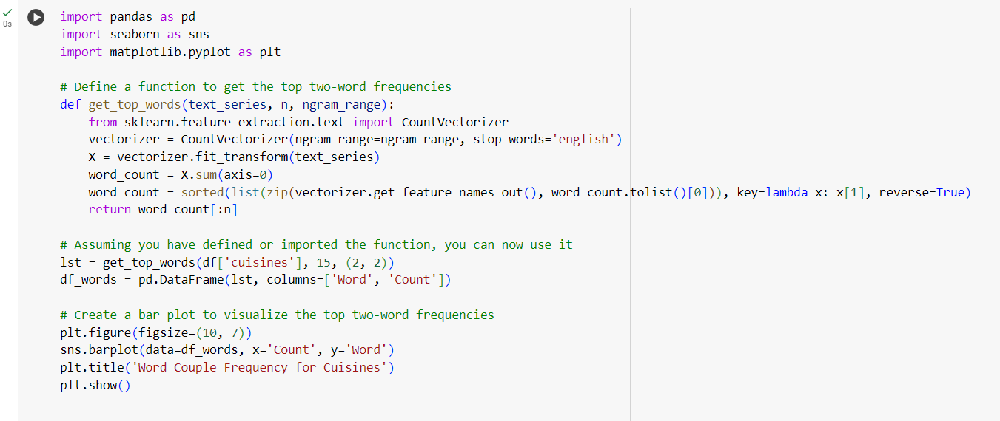 0s
import pandas as pd
import seaborn as sns
import matplotlib.pyplot as plt
# Define a function to get the top two-word frequencies
def get_top_words(text_series, n, ngram_range):
    from sklearn.feature_extraction.text import CountVectorizer
    vectorizer = CountVectorizer(ngram_range=ngram_range, stop_words='english')
    X = vectorizer.fit_transform(text_series)
    word_count = X.sum(axis=0)
    word_count = sorted(list(zip(vectorizer.get_feature_names_out(), word_count.tolist()[0])), key=lambda x: x[1], reverse=True)
    return word_count[:n]
# Assuming you have defined or imported the function, you can now use it
lst = get_top_words(df['cuisines'], 15, (2, 2))
df_words = pd.DataFrame(lst, columns=['Word', 'Count'])
# Create a bar plot to visualize the top two-word frequencies
plt.figure(figsize=(10, 7))
sns.barplot(data=df_words, x='Count', y='Word')
plt.title('Word Couple Frequency for Cuisines')
plt.show()